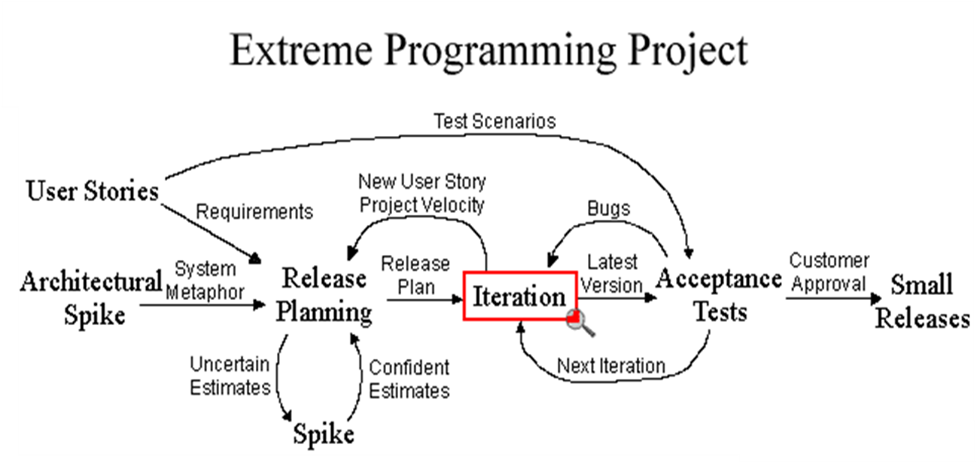 Extreme Programming Project
Test Scenarios
User Stories
Requirements
New User Story
Project Velocity
Bugs
Architectural
Spike
System
Metaphor
Release
Planning
Release
Plan
Iteration
Latest
Version
Acceptance
Tests
Customer
Approval
Small
Releases
Uncertain
Estimates
Confident
Estimates
Next Iteration
Spike